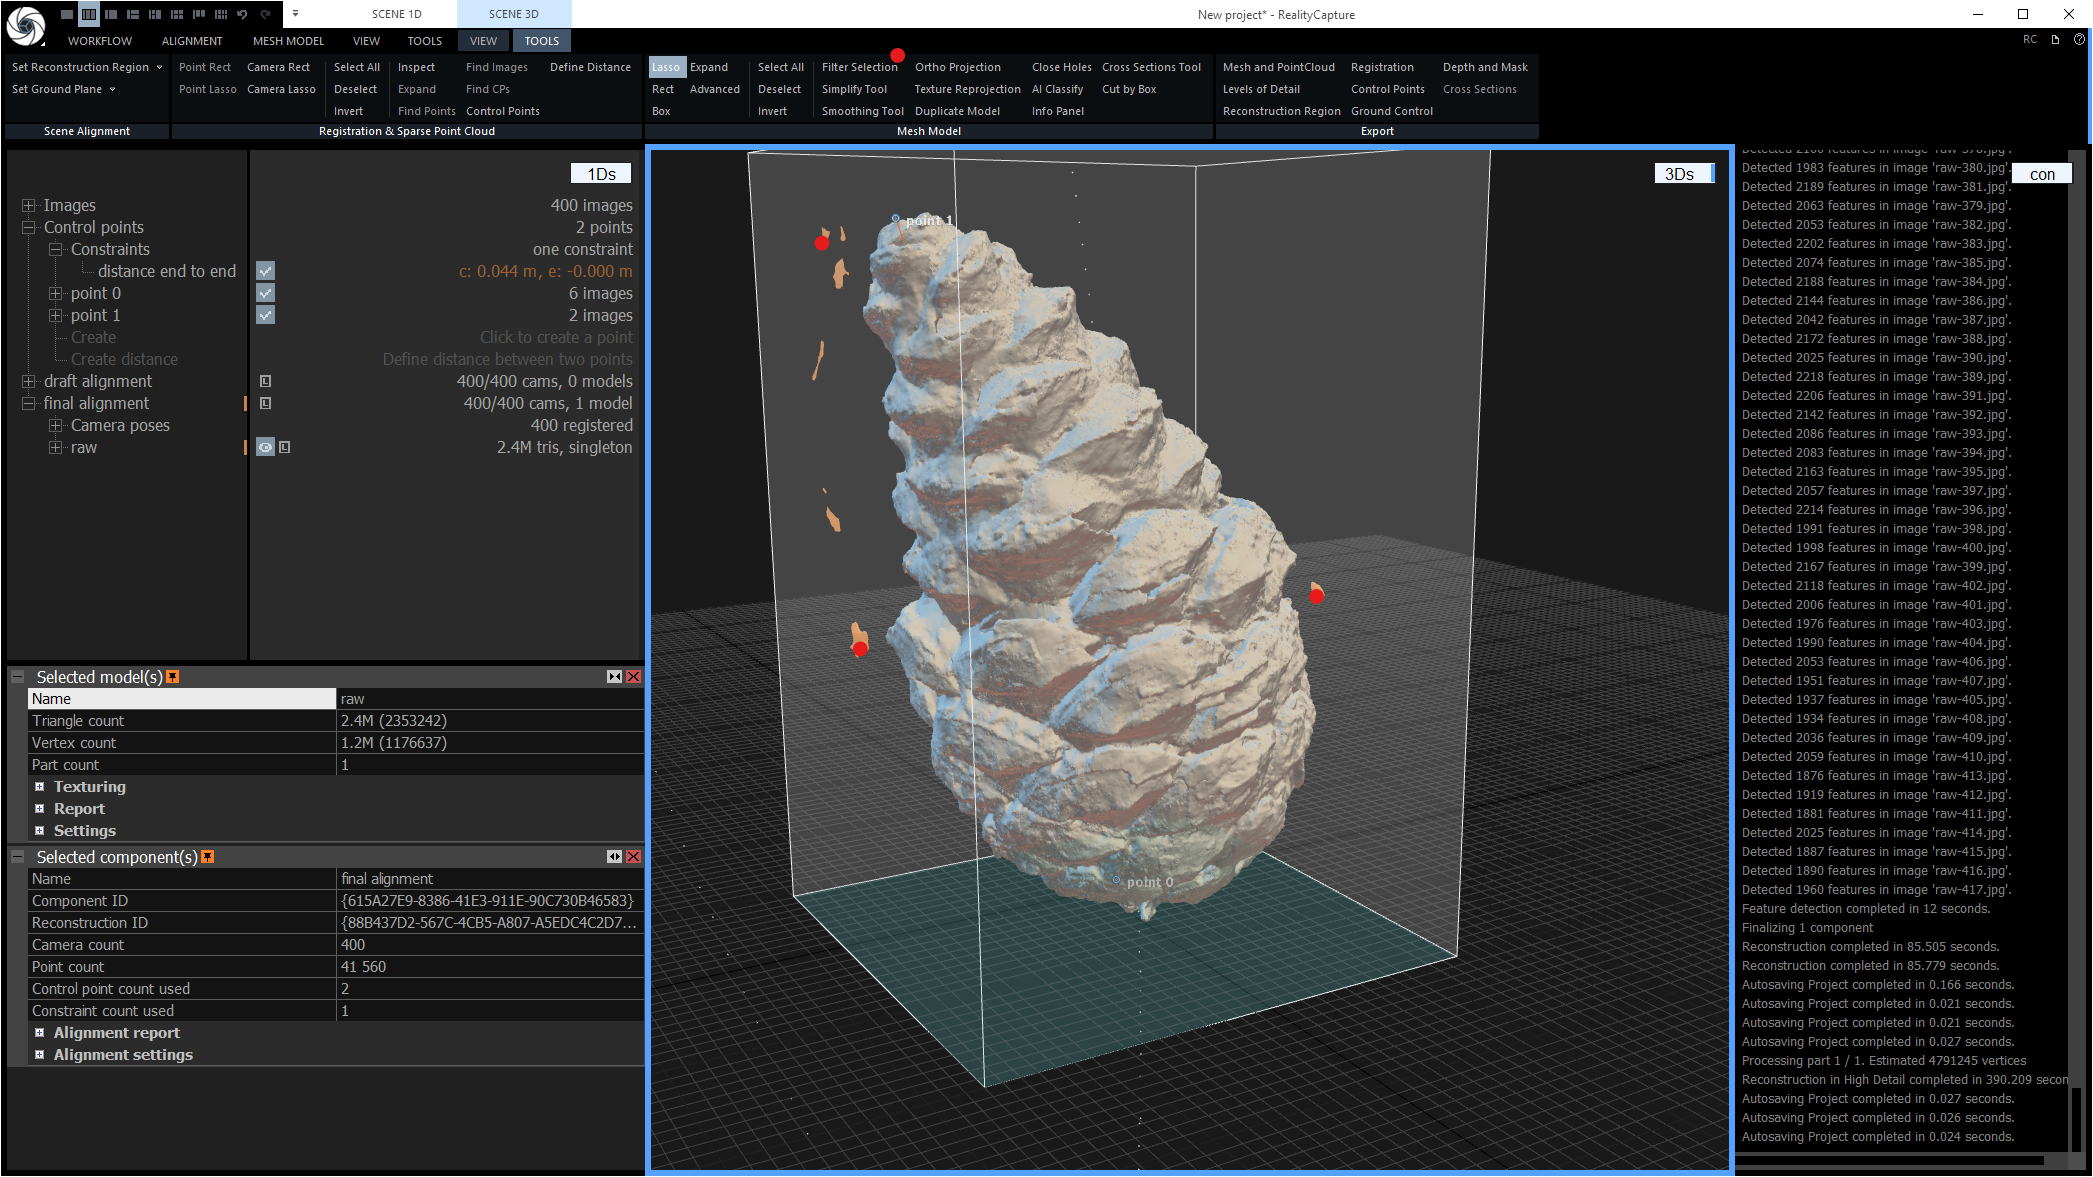 SCENE 1D
SCENE 3D
New project* - RealityCapture
WORKFLOW
ALIGNMENT
MESH MODEL
VIEW
TOOLS
VIEW
TOOLS
RC
Set Reconstruction Region
Set Ground Plane
Scene Alignment
Point Rect
Camera Rect
Select All
Inspect
Find Images
Define Distance
Point Lasso
Camera Lasso
Deselect
Expand
Find CPs
Invert
Find Points
Control Points
Registration & Sparse Point Cloud
Lasso
Expand
Select All
Filter Selection
Ortho Projection
Close Holes
Cross Sections Tool
Rect
Advanced
Deselect
Simplify Tool
Texture Reprojection
AI Classify
Cut by Box
Box
Invert
Smoothing Tool
Duplicate Model
Info Panel
Mesh Model
Mesh and PointCloud
Registration
Depth and Mask
Levels of Detail
Control Points
Cross Sections
Reconstruction Region
Ground Control
Export
1Ds
Images 400 images
Control points 2 points
Constraints one constraint
distance end to end c: 0.044 m, e: -0.000 m
point 0 6 images
point 1 2 images
Create Click to create a point
Create distance Define distance between two points
draft alignment L 400/400 cams, 0 models
final alignment L 400/400 cams, 1 model
Camera poses 400 registered
raw L 2.4M tris, singleton
Selected model(s)
Name raw
Triangle count 2.4M (2353242)
Vertex count 1.2M (1176637)
Part count 1
Texturing
Report
Settings
Selected component(s)
Name final alignment
Component ID {615A27E9-8386-41E3-911E-90C730B46583}
Reconstruction ID {88B437D2-567C-4CB5-A807-A5EDC4C2D7...
Camera count 400
Point count 41 560
Control point count used 2
Constraint count used 1
Alignment report
Alignment settings
3Ds
point 1
point 0
con
Detected 2100 features in image 'raw-378.jpg'.
Detected 1983 features in image 'raw-380.jpg'.
Detected 2189 features in image 'raw-381.jpg'.
Detected 2063 features in image 'raw-379.jpg'.
Detected 2053 features in image 'raw-382.jpg'.
Detected 2202 features in image 'raw-383.jpg'.
Detected 2074 features in image 'raw-385.jpg'.
Detected 2188 features in image 'raw-384.jpg'.
Detected 2144 features in image 'raw-386.jpg'.
Detected 2042 features in image 'raw-387.jpg'.
Detected 2172 features in image 'raw-388.jpg'.
Detected 2025 features in image 'raw-390.jpg'.
Detected 2218 features in image 'raw-389.jpg'.
Detected 2206 features in image 'raw-391.jpg'.
Detected 2142 features in image 'raw-392.jpg'.
Detected 2086 features in image 'raw-393.jpg'.
Detected 2083 features in image 'raw-394.jpg'.
Detected 2163 features in image 'raw-395.jpg'.
Detected 2057 features in image 'raw-397.jpg'.
Detected 2214 features in image 'raw-396.jpg'.
Detected 1991 features in image 'raw-398.jpg'.
Detected 1998 features in image 'raw-400.jpg'.
Detected 2167 features in image 'raw-399.jpg'.
Detected 2118 features in image 'raw-402.jpg'.
Detected 2006 features in image 'raw-401.jpg'.
Detected 1976 features in image 'raw-403.jpg'.
Detected 1990 features in image 'raw-404.jpg'.
Detected 2053 features in image 'raw-406.jpg'.
Detected 1951 features in image 'raw-407.jpg'.
Detected 1937 features in image 'raw-405.jpg'.
Detected 1934 features in image 'raw-408.jpg'.
Detected 2036 features in image 'raw-409.jpg'.
Detected 2059 features in image 'raw-410.jpg'.
Detected 1876 features in image 'raw-413.jpg'.
Detected 1919 features in image 'raw-412.jpg'.
Detected 1881 features in image 'raw-411.jpg'.
Detected 2025 features in image 'raw-414.jpg'.
Detected 1887 features in image 'raw-415.jpg'.
Detected 1890 features in image 'raw-416.jpg'.
Detected 1960 features in image 'raw-417.jpg'.
Feature detection completed in 12 seconds.
Finalizing 1 component
Reconstruction completed in 85.505 seconds.
Reconstruction completed in 85.779 seconds.
Autosaving Project completed in 0.166 seconds.
Autosaving Project completed in 0.021 seconds.
Autosaving Project completed in 0.021 seconds.
Autosaving Project completed in 0.027 seconds.
Processing part 1 / 1. Estimated 4791245 vertices
Reconstruction in High Detail completed in 390.209 secon
Autosaving Project completed in 0.027 seconds.
Autosaving Project completed in 0.026 seconds.
Autosaving Project completed in 0.024 seconds.